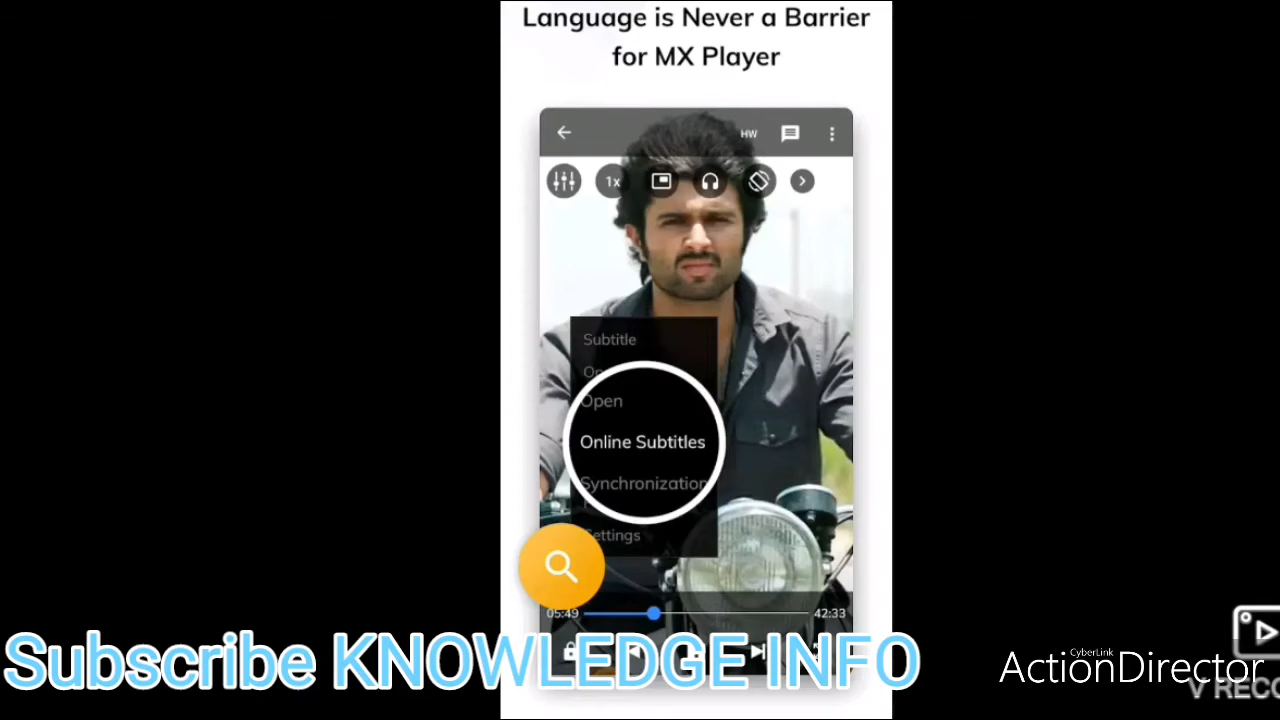 Language is Never a Barrier
for MX Player
HW
1x
Subtitle
Open
Online Subtitles
Synchronization
Settings
05:49
42:33
Subscribe KNOWLEDGE INFO
CyberLink
ActionDirector
V RECO